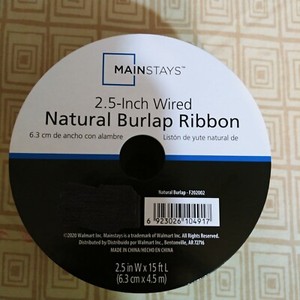 MAINSTAYS™
2.5-Inch Wired
Natural Burlap Ribbon
6.3 cm de ancho con alambre Listón de yute natural de
Natural Burlap - F202002
6 923026 104917
©2020 Walmart Inc. Mainstays is a trademark of Walmart Inc. All Rights Reserved.
Distributed by/Distribuido por Walmart Inc., Bentonville, AR 72716
MADE IN CHINA/HECHO EN CHINA
2.5 in W x 15 ft L
(6.3 cm x 4.5 m)